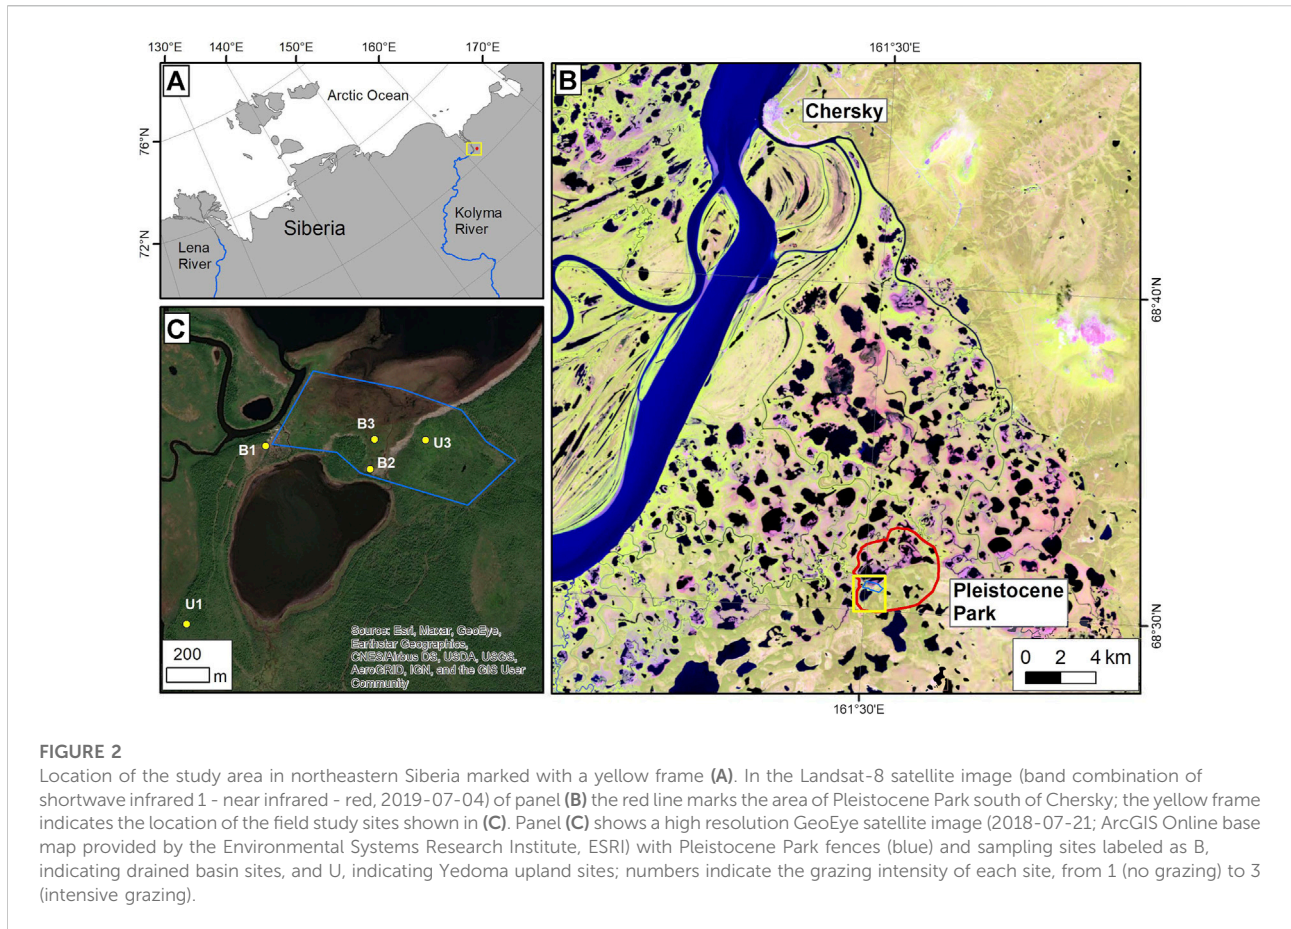 130°E 140°E 150°E 160°E 170°E
161°30'E
A
Arctic Ocean
76°N
72°N
Siberia
Lena
River
Kolyma
River
B
Chersky
68°40'N
Pleistocene
Park
68°30'N
0 2 4 km
161°30'E
C
B1
B3
U3
B2
U1
200
m
Source: Esri, Maxar, GeoEye,
Earthstar Geographics,
CNES/Airbus DS, USDA, USGS,
AeroGRID, IGN, and the GIS User
Community
FIGURE 2
Location of the study area in northeastern Siberia marked with a yellow frame (A). In the Landsat-8 satellite image (band combination of
shortwave infrared 1 - near infrared - red, 2019-07-04) of panel (B) the red line marks the area of Pleistocene Park south of Chersky; the yellow frame
indicates the location of the field study sites shown in (C). Panel (C) shows a high resolution GeoEye satellite image (2018-07-21; ArcGIS Online base
map provided by the Environmental Systems Research Institute, ESRI) with Pleistocene Park fences (blue) and sampling sites labeled as B,
indicating drained basin sites, and U, indicating Yedoma upland sites; numbers indicate the grazing intensity of each site, from 1 (no grazing) to 3
(intensive grazing).